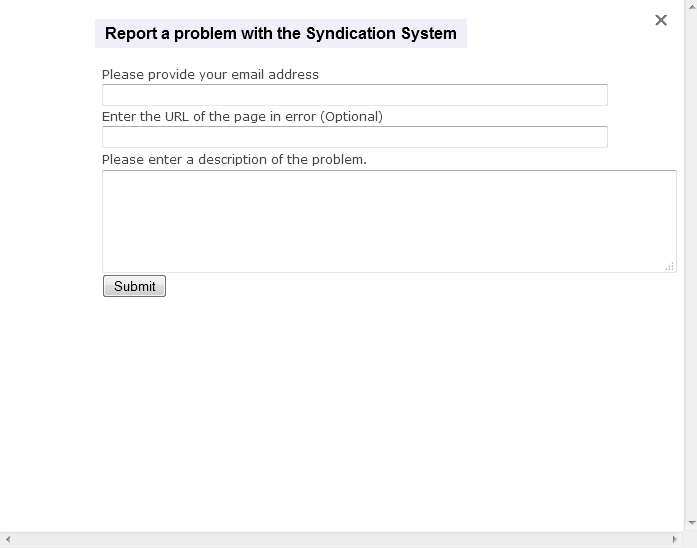 Report a problem with the Syndication System
Please provide your email address
Enter the URL of the page in error (Optional)
Please enter a description of the problem.
Submit